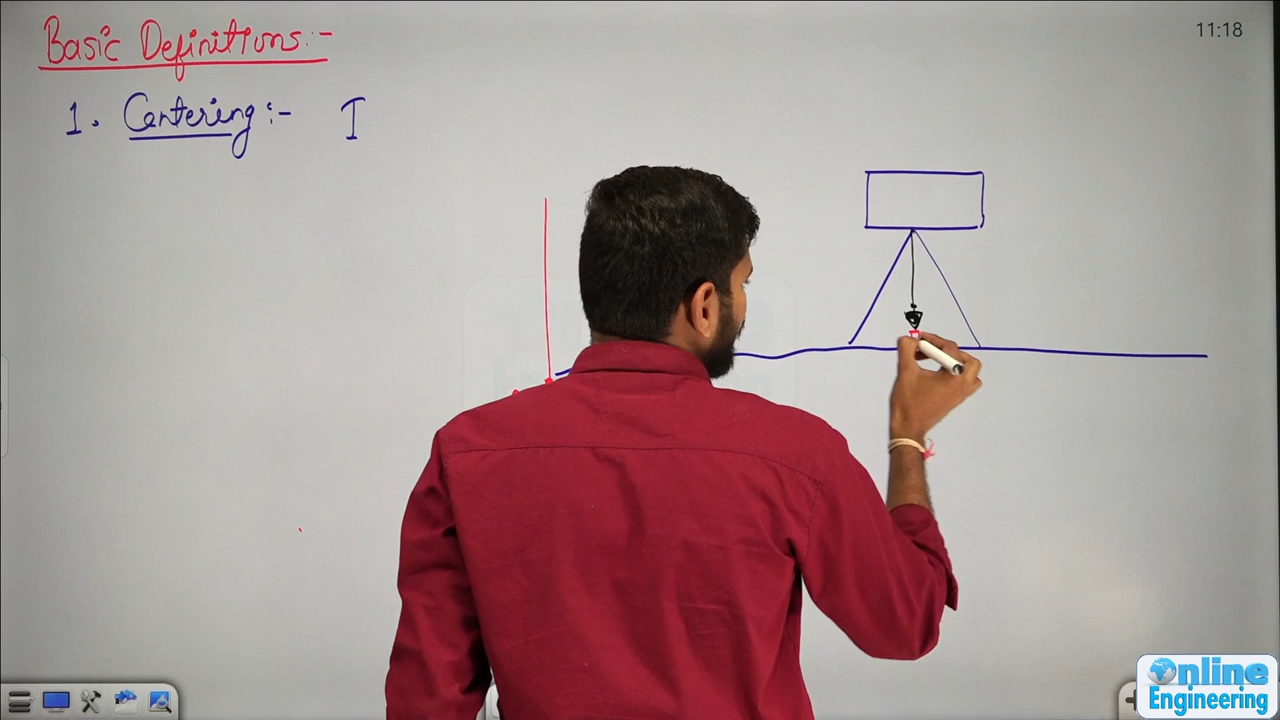 Basic Definitions:-
11:18
1. Centering:- I
Online
Engineering